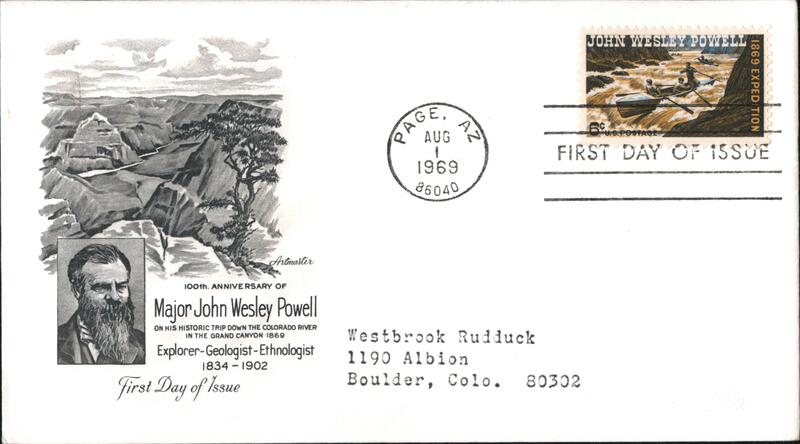 JOHN WESLEY POWELL
1869 EXPEDITION
6c U.S. POSTAGE
PAGE, AZ
AUG
1
1969
86040
FIRST DAY OF ISSUE
Artmaster
100th. ANNIVERSARY OF
Major John Wesley Powell
ON HIS HISTORIC TRIP DOWN THE COLORADO RIVER
IN THE GRAND CANYON 1869
Explorer-Geologist-Ethnologist
1834-1902
First Day of Issue
Westbrook Rudduck
1190 Albion
Boulder, Colo. 80302